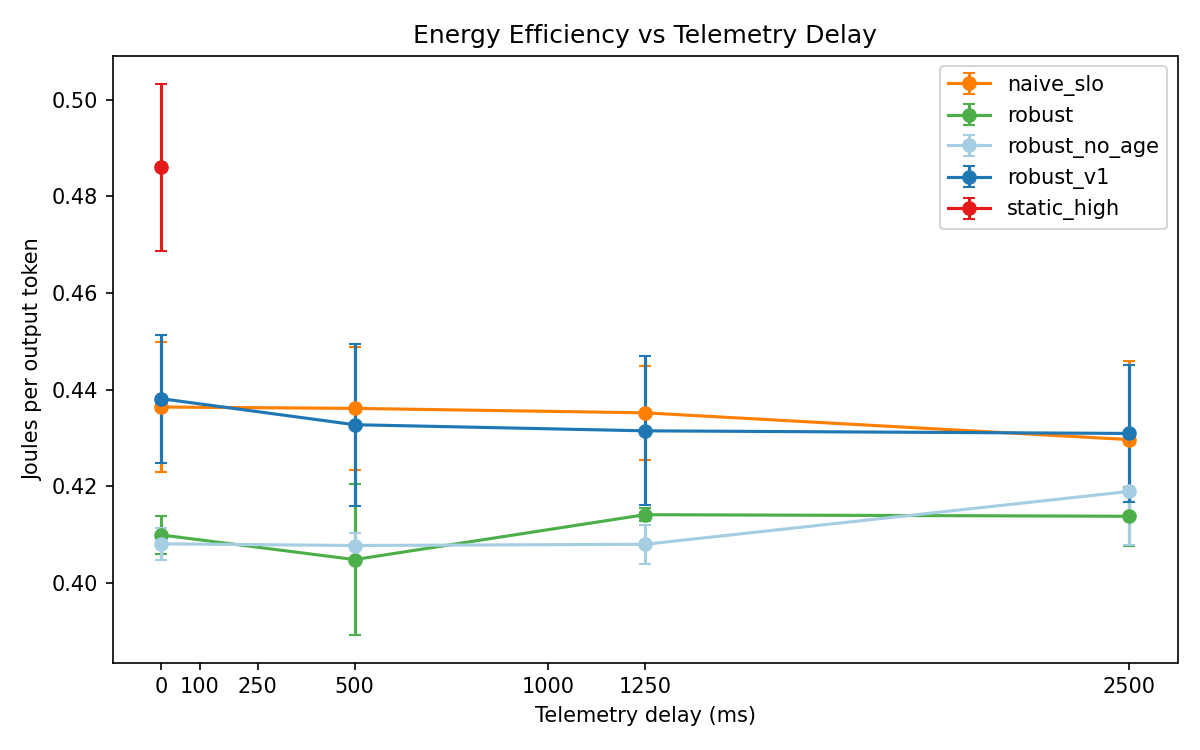 Energy Efficiency vs Telemetry Delay
Joules per output token
0.50
0.48
0.46
0.44
0.42
0.40
naive_slo
robust
robust_no_age
robust_v1
static_high
0 100 250 500 1000 1250 2500
Telemetry delay (ms)